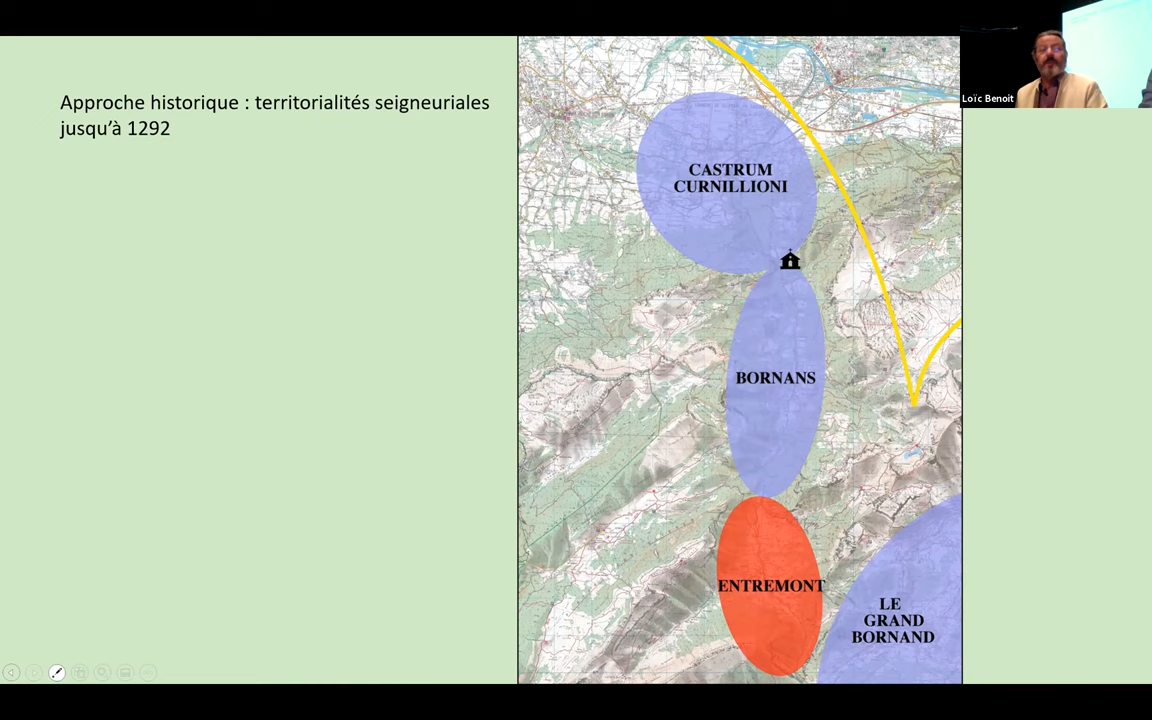 Approche historique : territorialités seigneuriales
jusqu’à 1292
CASTRUM
CURNILLIONI
BORNANS
ENTREMONT
LE
GRAND
BORNAND
Loïc Benoit